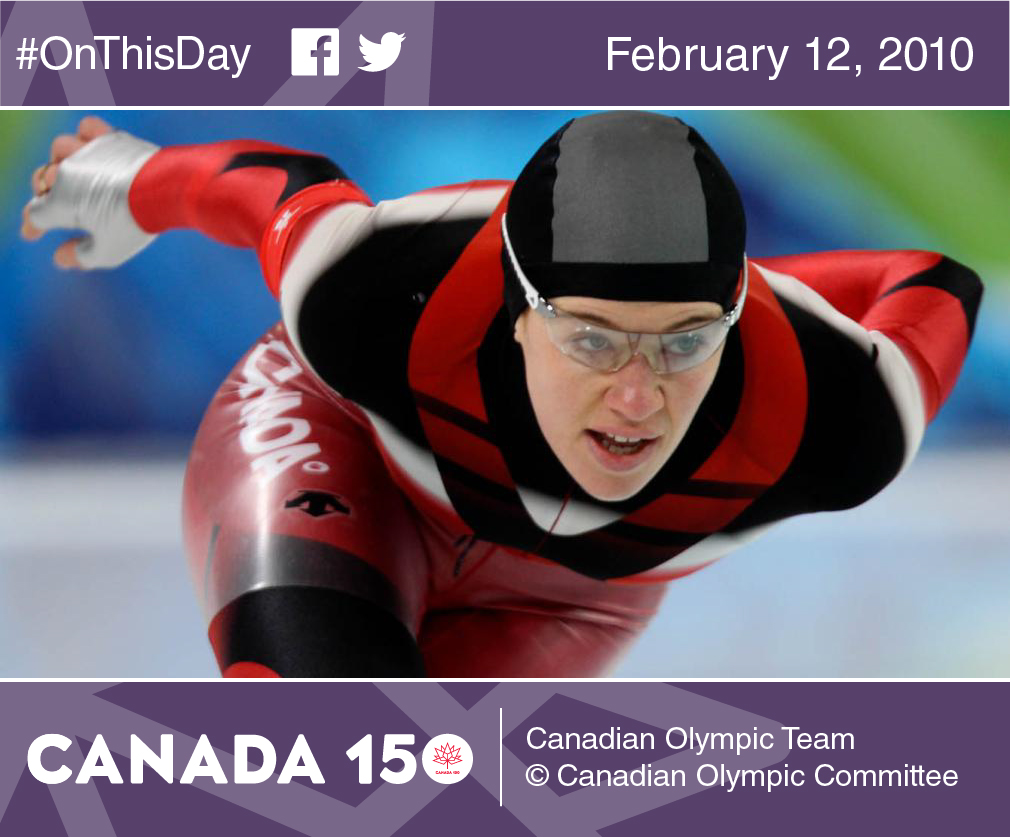 #OnThisDay
February 12, 2010
CANADA
CANADA 150
CANADA 150
Canadian Olympic Team
© Canadian Olympic Committee